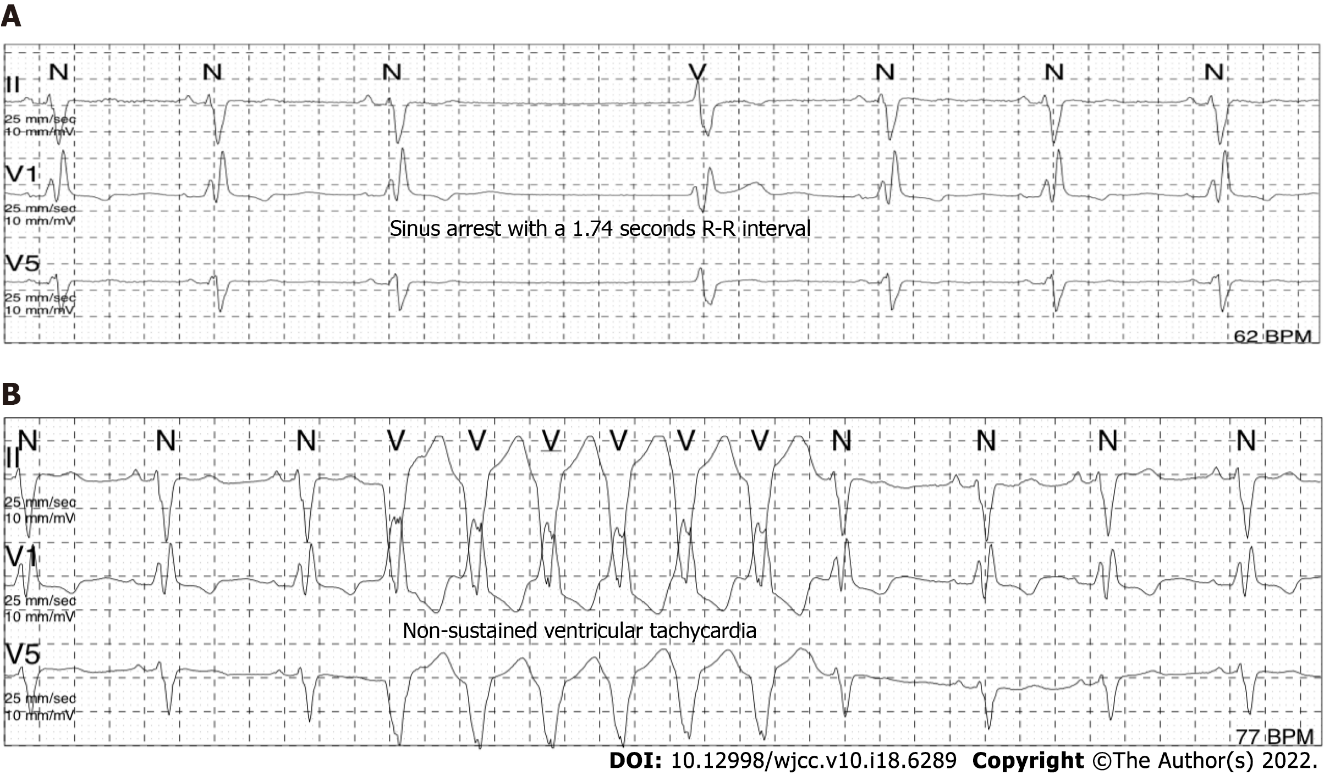 A
N N N V N N N
II
25 mm/sec
10 mm/mV
V1
25 mm/sec
10 mm/mV
Sinus arrest with a 1.74 seconds R-R interval
V5
25 mm/sec
10 mm/mV
62 BPM
B
N N N V V V V V V N N N N
II
25 mm/sec
10 mm/mV
V1
25 mm/sec
10 mm/mV
Non-sustained ventricular tachycardia
V5
25 mm/sec
10 mm/mV
77 BPM
DOI: 10.12998/wjcc.v10.i18.6289 Copyright ©The Author(s) 2022.